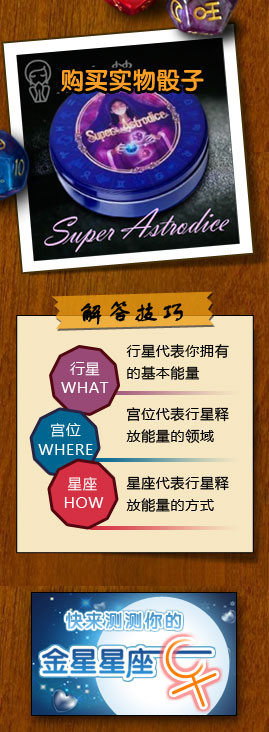 购买实物骰子
Super Astrodice
Super Astrodice
10
解答技巧
行星
WHAT
行星代表你拥有
的基本能量
宫位
WHERE
宫位代表行星释
放能量的领域
星座
HOW
星座代表行星释
放能量的方式
快来测测你的
金星星座